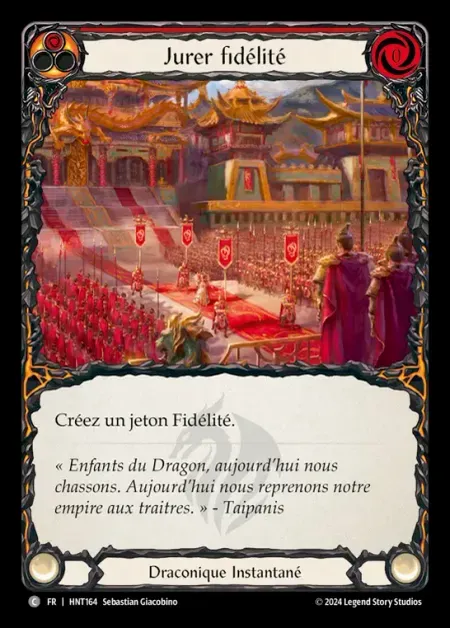 Jurer fidélité
0
Créez un jeton Fidélité.
« Enfants du Dragon, aujourd'hui nous
chassons. Aujourd'hui nous reprenons notre
empire aux traitres. » - Taipanis
Draconique Instantané
C FR | HNT164 Sebastian Giacobino
© 2024 Legend Story Studios